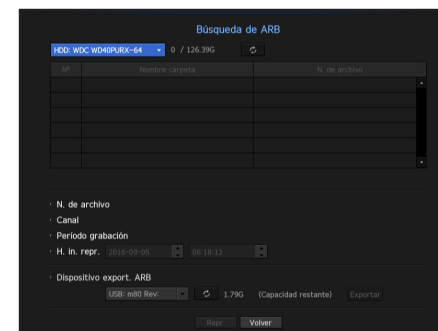 Búsqueda de ARB
HDD: WDC WD40PURX-64 0 / 126.39G
Nº Nombre carpeta N. de archivo
· N. de archivo
· Canal
· Período grabación
· H. in. repr. 2016-09-05 06:18:12
· Dispositivo export. ARB
USB: m80 Rev: 1.79G (Capacidad restante) Exportar
Repr. Volver